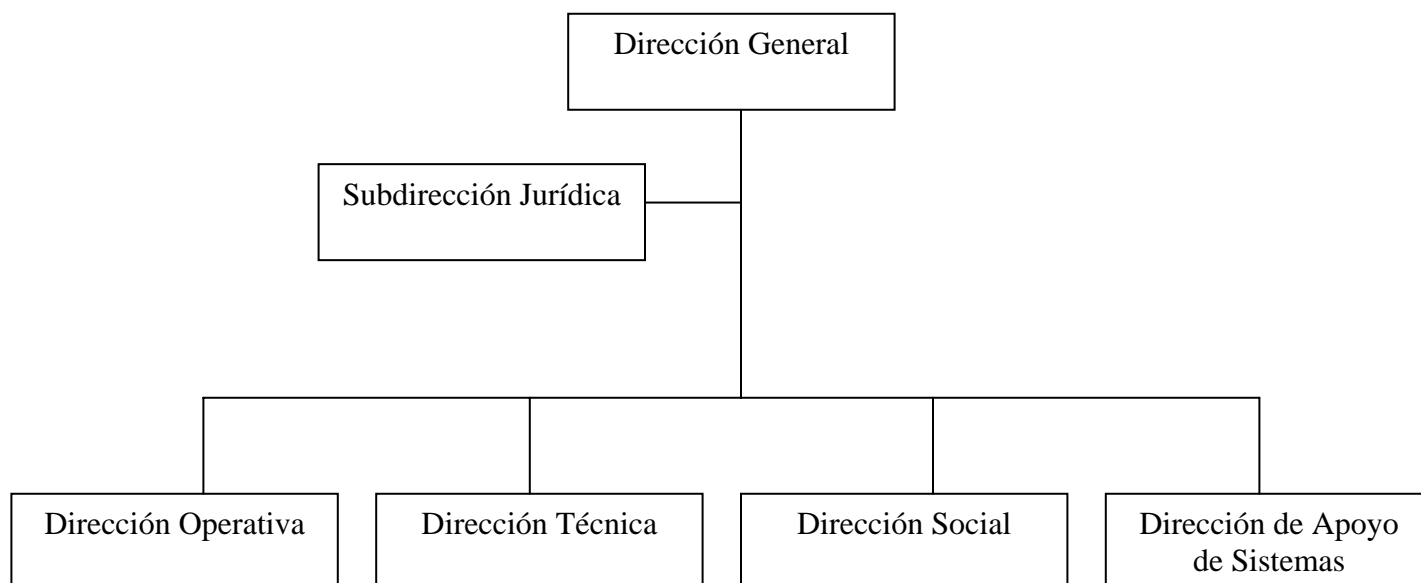 Dirección General
Subdirección Jurídica
Dirección Operativa
Dirección Técnica
Dirección Social
Dirección de Apoyo
de Sistemas